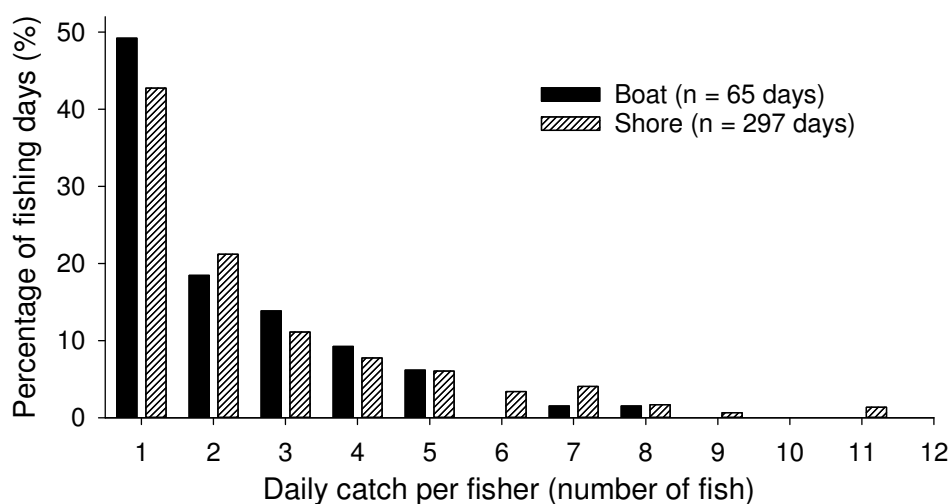 Percentage of fishing days (%)
50
40
30
20
10
0
Boat (n = 65 days)
Shore (n = 297 days)
1 2 3 4 5 6 7 8 9 10 11 12
Daily catch per fisher (number of fish)